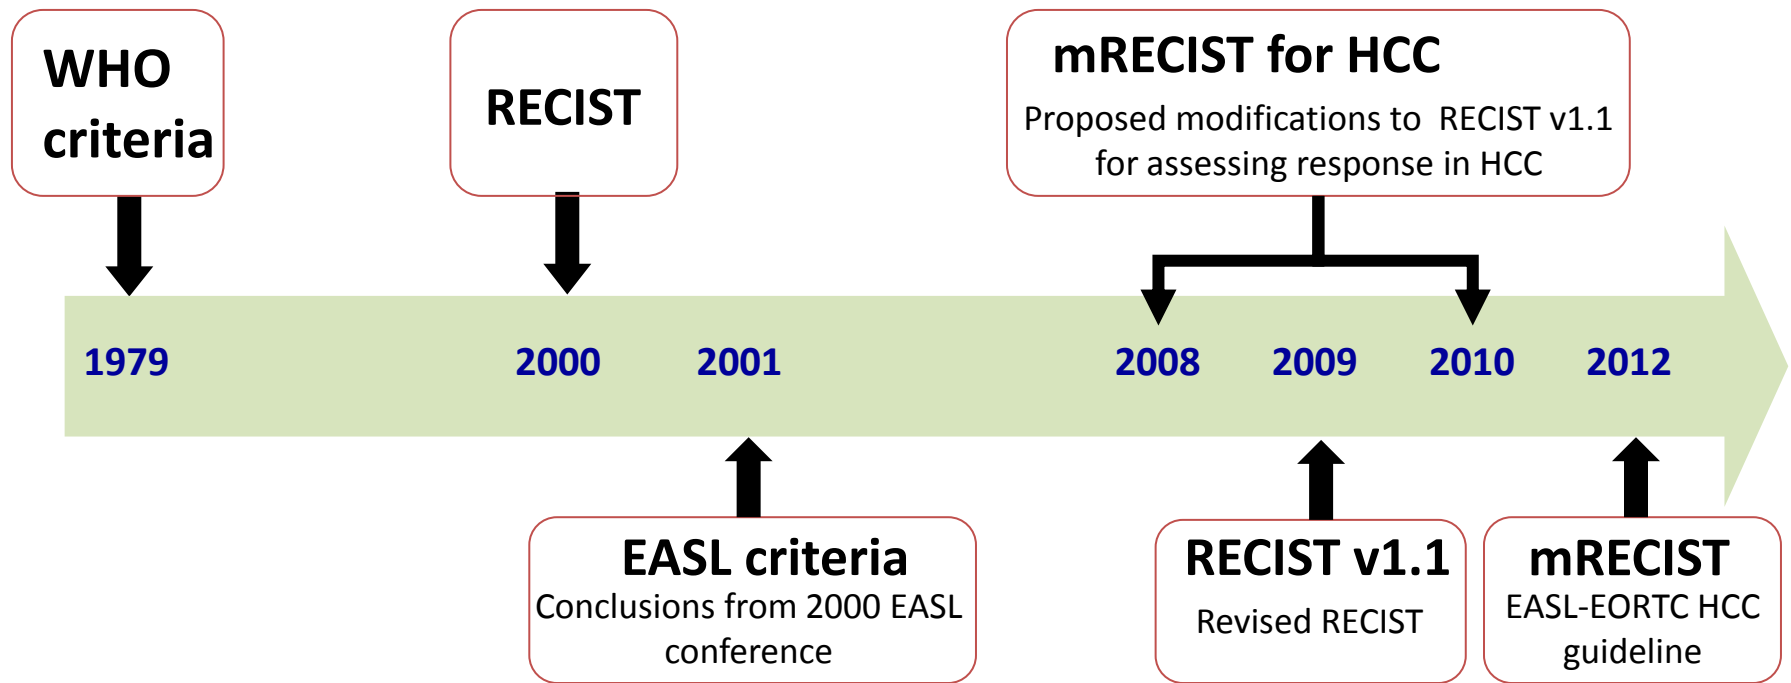 WHO
criteria
RECIST
mRECIST for HCC
Proposed modifications to RECIST v1.1
for assessing response in HCC
1979
2000
2001
2008
2009
2010
2012
EASL criteria
Conclusions from 2000 EASL
conference
RECIST v1.1
Revised RECIST
mRECIST
EASL-EORTC HCC
guideline